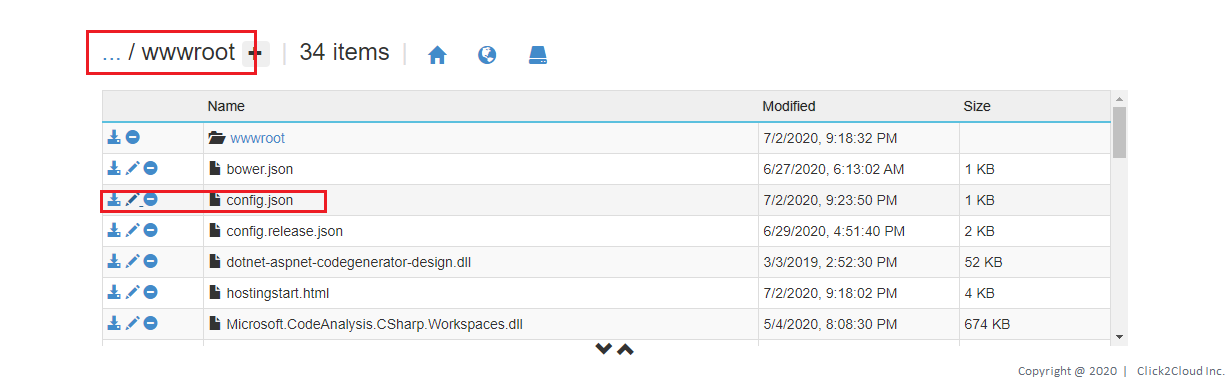 ... / wwwroot + | 34 items |
Name Modified Size
wwwroot 7/2/2020, 9:18:32 PM
bower.json 6/27/2020, 6:13:02 AM 1 KB
config.json 7/2/2020, 9:23:50 PM 1 KB
config.release.json 6/29/2020, 4:51:40 PM 2 KB
dotnet-aspnet-codegenerator-design.dll 3/3/2019, 2:52:30 PM 52 KB
hostingstart.html 7/2/2020, 9:18:02 PM 4 KB
Microsoft.CodeAnalysis.CSharp.Workspaces.dll 5/4/2020, 8:08:30 PM 674 KB
Copyright @ 2020 | Click2Cloud Inc.